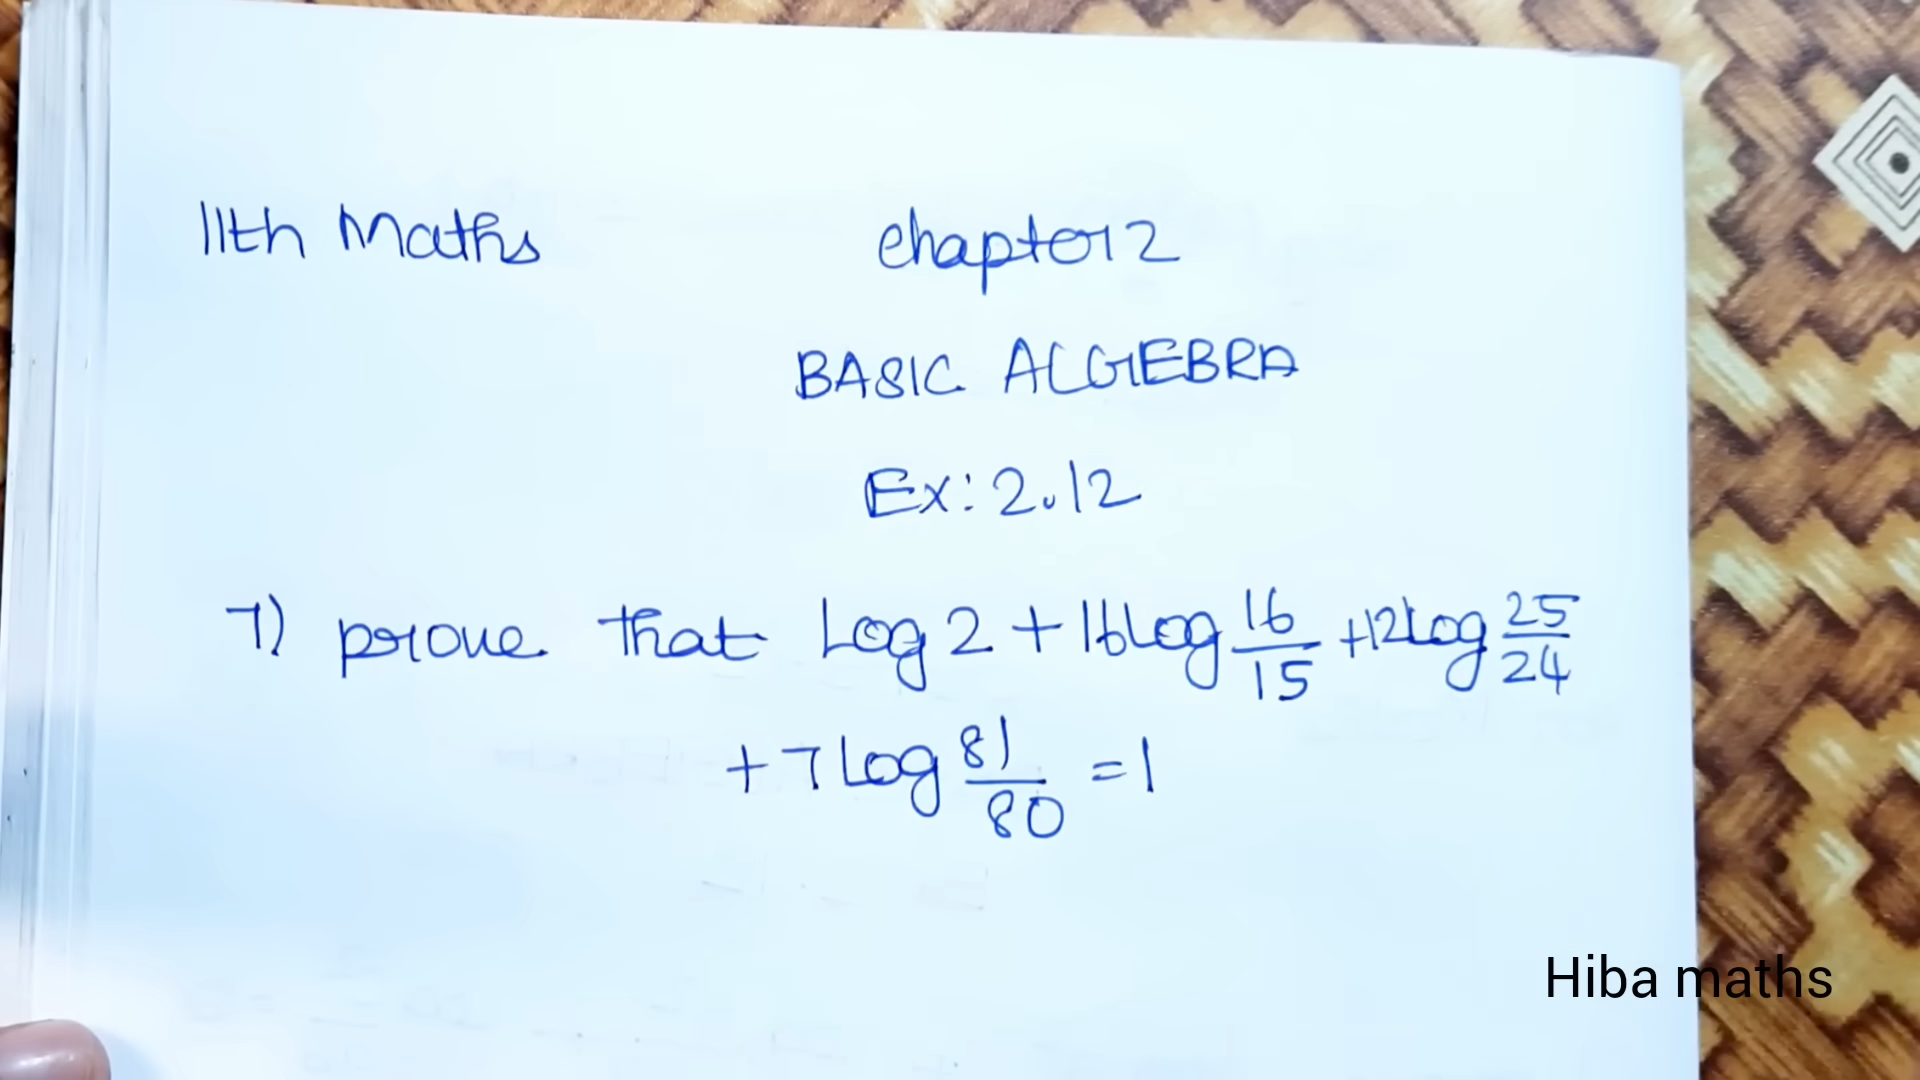 11th Maths chapter 2
BASIC ALGEBRA
Ex: 2.12
7) prove that log 2 + 16 log 16/15 + 12 log 25/24
+ 7 log 81/80 = 1
Hiba maths